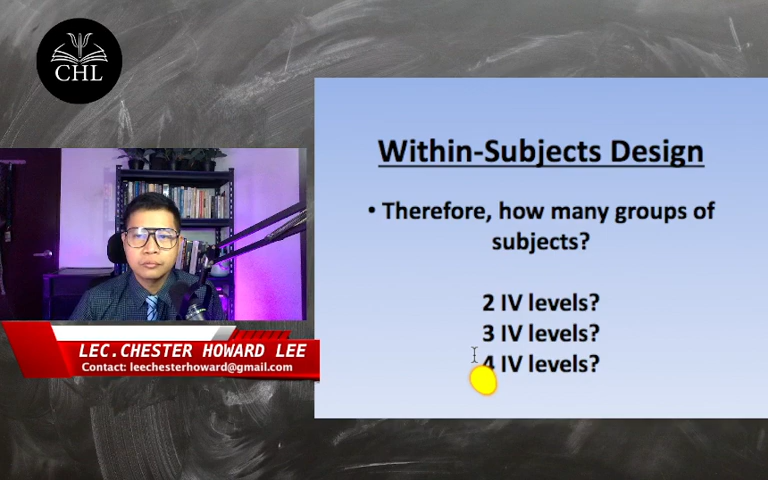 CHL
Within-Subjects Design
• Therefore, how many groups of
subjects?
2 IV levels?
3 IV levels?
4 IV levels?
LEC.CHESTER HOWARD LEE
Contact: leechesterhoward@gmail.com